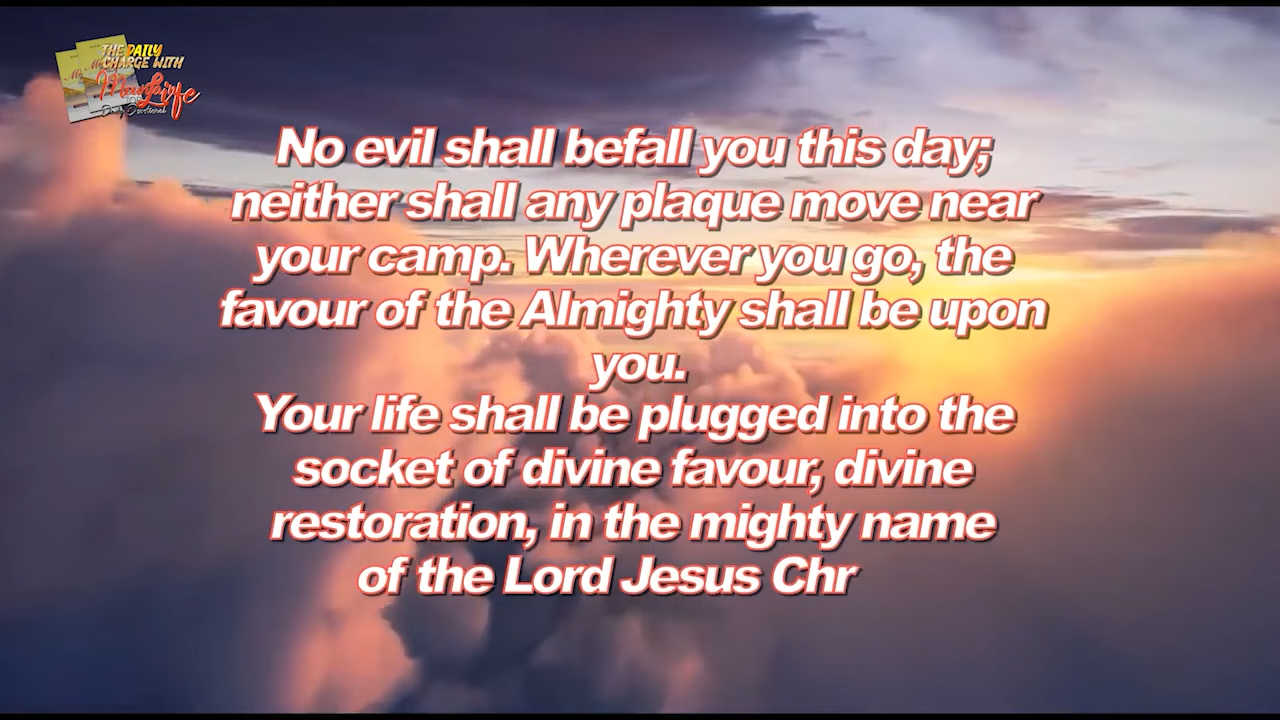 THE DAILY
CHARGE WITH
Daily Devotional
No evil shall befall you this day;
neither shall any plaque move near
your camp. Wherever you go, the
favour of the Almighty shall be upon
you.
Your life shall be plugged into the
socket of divine favour, divine
restoration, in the mighty name
of the Lord Jesus Chr